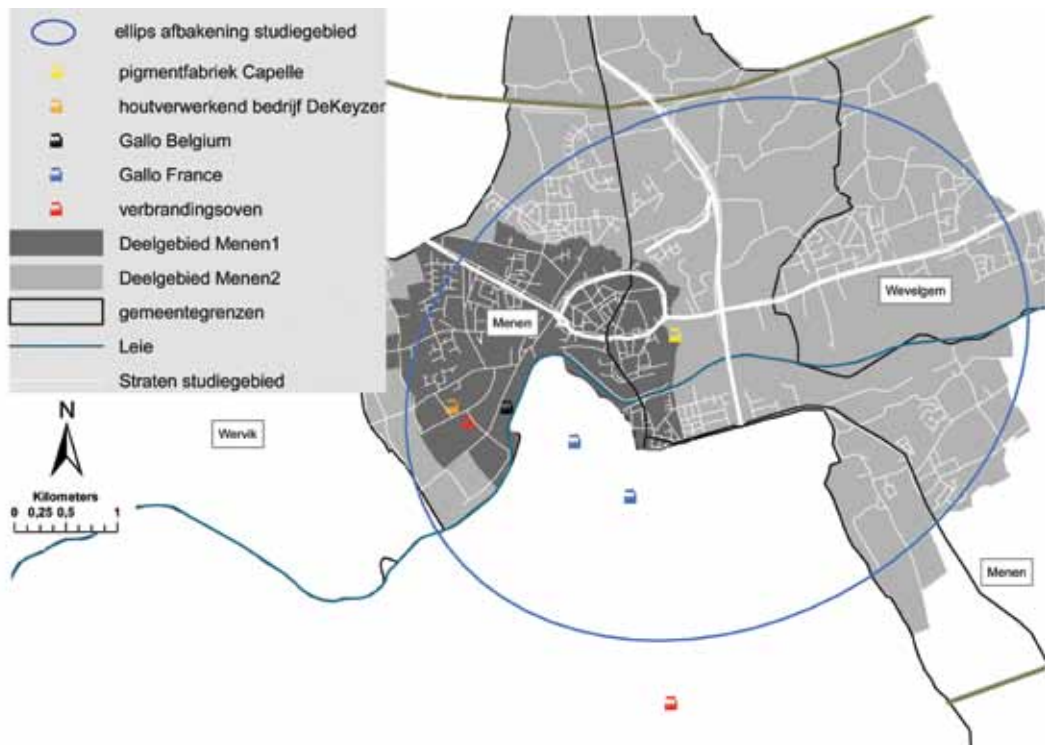 ellips afbakening studiegebied
pigmentfabriek Capelle
houtverwerkend bedrijf DeKeyzer
Gallo Belgium
Gallo France
verbrandingsoven
Deelgebied Menen1
Deelgebied Menen2
gemeentegrenzen
Leie
Straten studiegebied
N
Kilometers
0 0,25 0,5 1
Wervik
Menen
Wevelgem
Menen